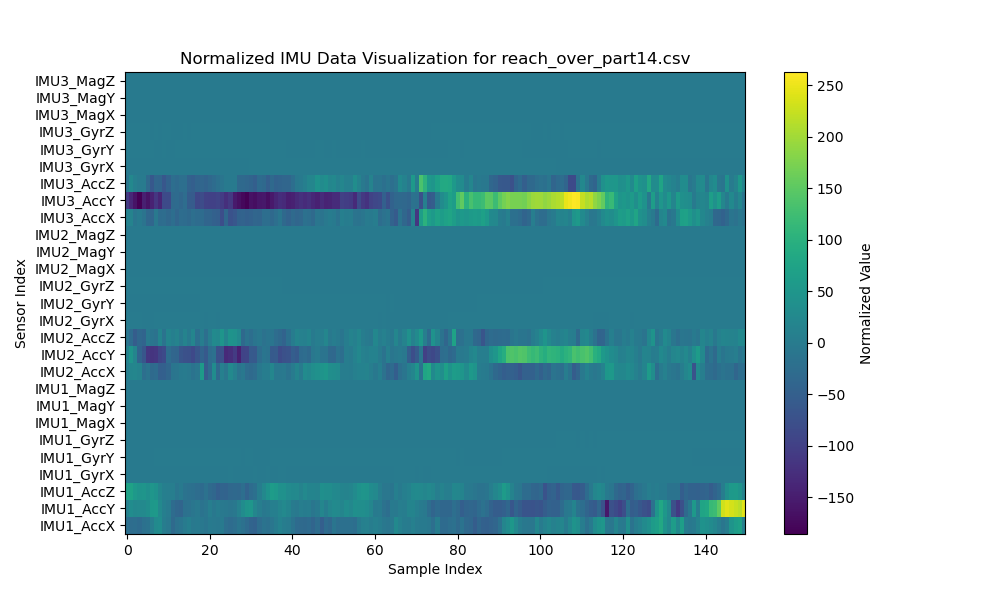 Normalized IMU Data Visualization for reach_over_part14.csv
IMU3_MagZ
IMU3_MagY
IMU3_MagX
IMU3_GyrZ
IMU3_GyrY
IMU3_GyrX
IMU3_AccZ
IMU3_AccY
IMU3_AccX
IMU2_MagZ
IMU2_MagY
IMU2_MagX
IMU2_GyrZ
IMU2_GyrY
IMU2_GyrX
IMU2_AccZ
IMU2_AccY
IMU2_AccX
IMU1_MagZ
IMU1_MagY
IMU1_MagX
IMU1_GyrZ
IMU1_GyrY
IMU1_GyrX
IMU1_AccZ
IMU1_AccY
IMU1_AccX
Sensor Index
0 20 40 60 80 100 120 140
Sample Index
250
200
150
100
50
0
−50
−100
−150
Normalized Value